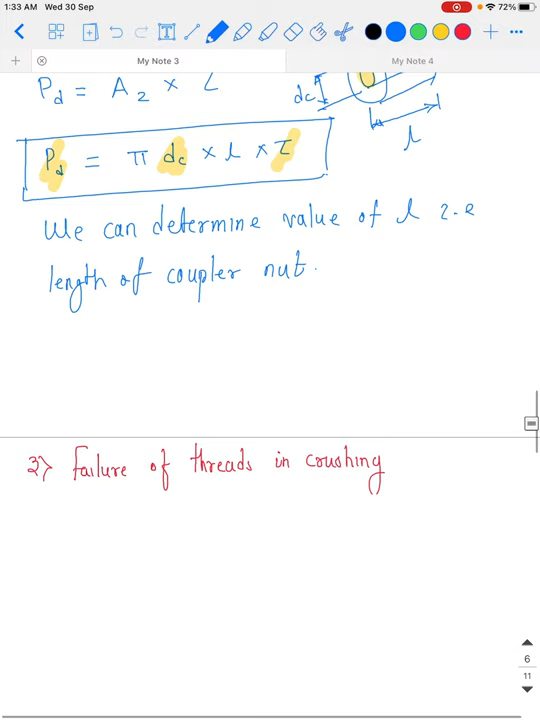 1:33 AM Wed 30 Sep 72%
My Note 3 My Note 4
Pd = A2 × τ
dc
l
Pd = π dc × l × τ
We can determine value of l i.e
length of coupler nut.
3> Failure of threads in crushing
6
11